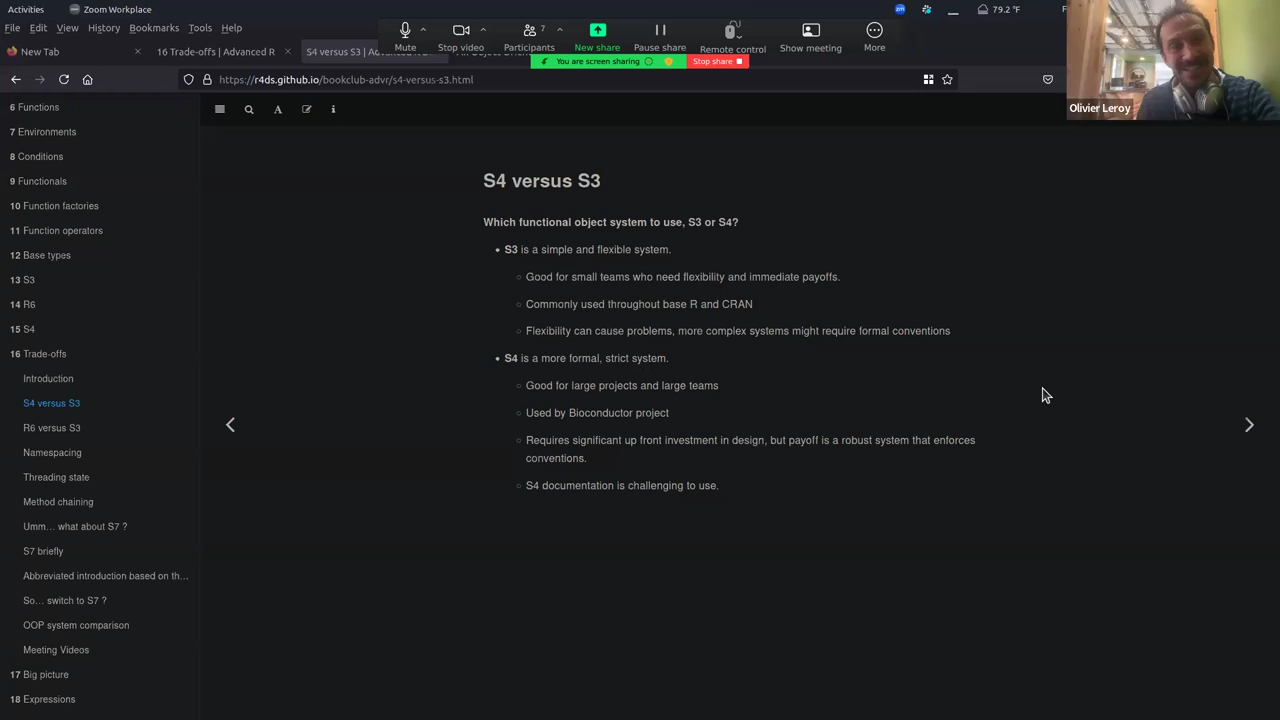 Activities
Zoom Workplace
79.2 °F
File Edit View History Bookmarks Tools Help
Mute
Stop video
Participants
7
New share
Pause share
Remote control
Show meeting
More
New Tab
16 Trade-offs | Advanced R
S4 versus S3 | Advanced
You are screen sharing
Stop share
https://r4ds.github.io/bookclub-advr/s4-versus-s3.html
Olivier Leroy
6 Functions
7 Environments
8 Conditions
9 Functionals
10 Function factories
11 Function operators
12 Base types
13 S3
14 R6
15 S4
16 Trade-offs
Introduction
S4 versus S3
R6 versus S3
Namespacing
Threading state
Method chaining
Umm… what about S7 ?
S7 briefly
Abbreviated introduction based on th…
So… switch to S7 ?
OOP system comparison
Meeting Videos
17 Big picture
18 Expressions
S4 versus S3
Which functional object system to use, S3 or S4?
• S3 is a simple and flexible system.
○ Good for small teams who need flexibility and immediate payoffs.
○ Commonly used throughout base R and CRAN
○ Flexibility can cause problems, more complex systems might require formal conventions
• S4 is a more formal, strict system.
○ Good for large projects and large teams
○ Used by Bioconductor project
○ Requires significant up front investment in design, but payoff is a robust system that enforces
conventions.
○ S4 documentation is challenging to use.